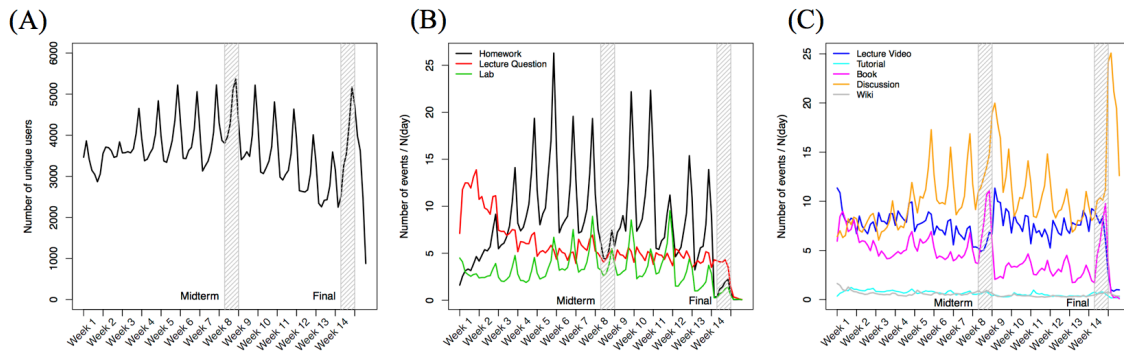 (A)
Number of unique users
6000
5000
4000
3000
2000
1000
0
Midterm
Final
Week 1
Week 2
Week 3
Week 4
Week 5
Week 6
Week 7
Week 8
Week 9
Week 10
Week 11
Week 12
Week 13
Week 14
(B)
Homework
Lecture Question
Lab
Number of events / N(day)
25
20
15
10
5
0
Midterm
Final
Week 1
Week 2
Week 3
Week 4
Week 5
Week 6
Week 7
Week 8
Week 9
Week 10
Week 11
Week 12
Week 13
Week 14
(C)
Lecture Video
Tutorial
Book
Discussion
Wiki
Number of events / N(day)
25
20
15
10
5
0
Midterm
Final
Week 1
Week 2
Week 3
Week 4
Week 5
Week 6
Week 7
Week 8
Week 9
Week 10
Week 11
Week 12
Week 13
Week 14